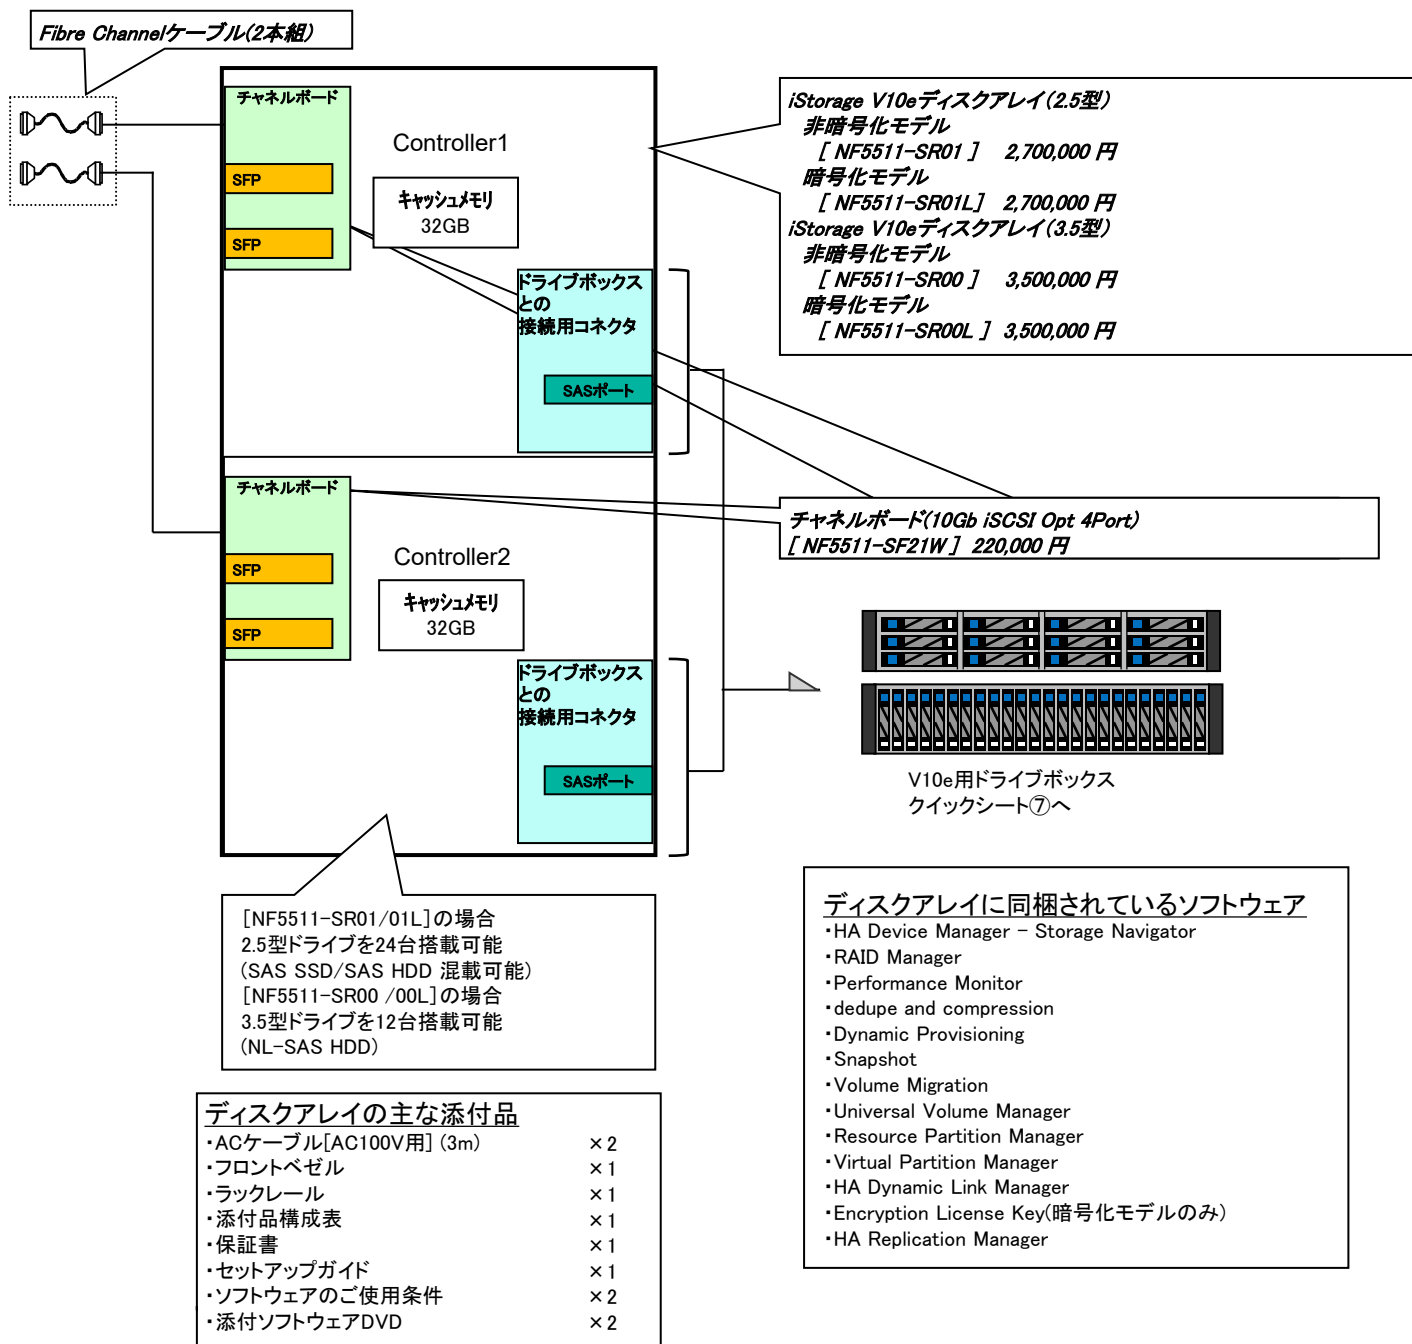 Fibre Channelケーブル(2本組)
チャネルボード
SFP
SFP
Controller1
キャッシュメモリ
32GB
ドライブボックス
との
接続用コネクタ
SASポート
iStorage V10eディスクアレイ(2.5型)
非暗号化モデル
[ NF5511-SR01 ] 2,700,000 円
暗号化モデル
[ NF5511-SR01L] 2,700,000 円
iStorage V10eディスクアレイ(3.5型)
非暗号化モデル
[ NF5511-SR00 ] 3,500,000 円
暗号化モデル
[ NF5511-SR00L ] 3,500,000 円
チャネルボード
SFP
SFP
Controller2
キャッシュメモリ
32GB
ドライブボックス
との
接続用コネクタ
SASポート
チャネルボード(10Gb iSCSI Opt 4Port)
[ NF5511-SF21W ] 220,000 円
V10e用ドライブボックス
クイックシート⑦へ
[NF5511-SR01/01L]の場合
2.5型ドライブを24台搭載可能
(SAS SSD/SAS HDD 混載可能)
[NF5511-SR00 /00L]の場合
3.5型ドライブを12台搭載可能
(NL-SAS HDD)
ディスクアレイに同梱されているソフトウェア
・HA Device Manager - Storage Navigator
・RAID Manager
・Performance Monitor
・dedupe and compression
・Dynamic Provisioning
・Snapshot
・Volume Migration
・Universal Volume Manager
・Resource Partition Manager
・Virtual Partition Manager
・HA Dynamic Link Manager
・Encryption License Key(暗号化モデルのみ)
・HA Replication Manager
ディスクアレイの主な添付品
・ACケーブル[AC100V用] (3m) ×2
・フロントベゼル ×1
・ラックレール ×1
・添付品構成表 ×1
・保証書 ×1
・セットアップガイド ×1
・ソフトウェアのご使用条件 ×2
・添付ソフトウェアDVD ×2